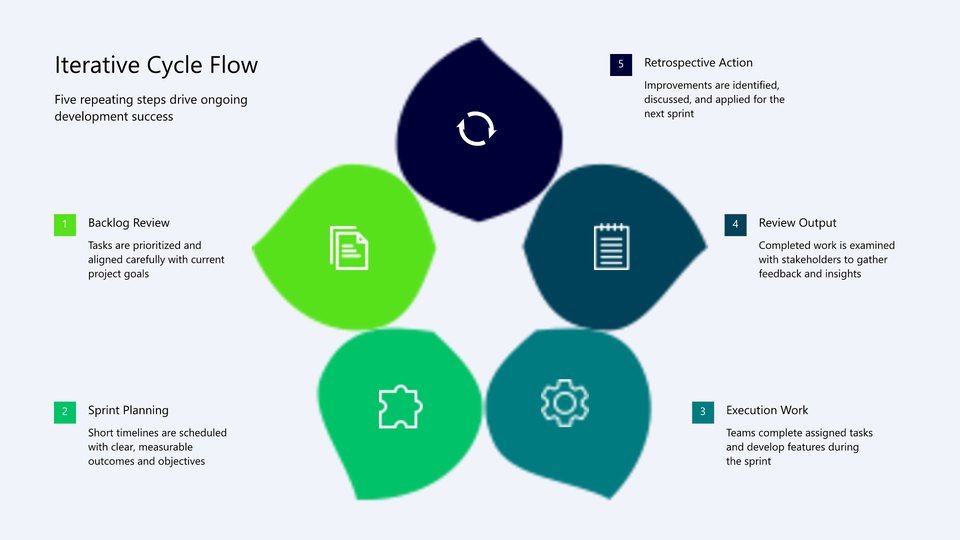 Iterative Cycle Flow
Five repeating steps drive ongoing
development success
1
Backlog Review
Tasks are prioritized and
aligned carefully with current
project goals
2
Sprint Planning
Short timelines are scheduled
with clear, measurable
outcomes and objectives
3
Execution Work
Teams complete assigned tasks
and develop features during
the sprint
4
Review Output
Completed work is examined
with stakeholders to gather
feedback and insights
5
Retrospective Action
Improvements are identified,
discussed, and applied for the
next sprint